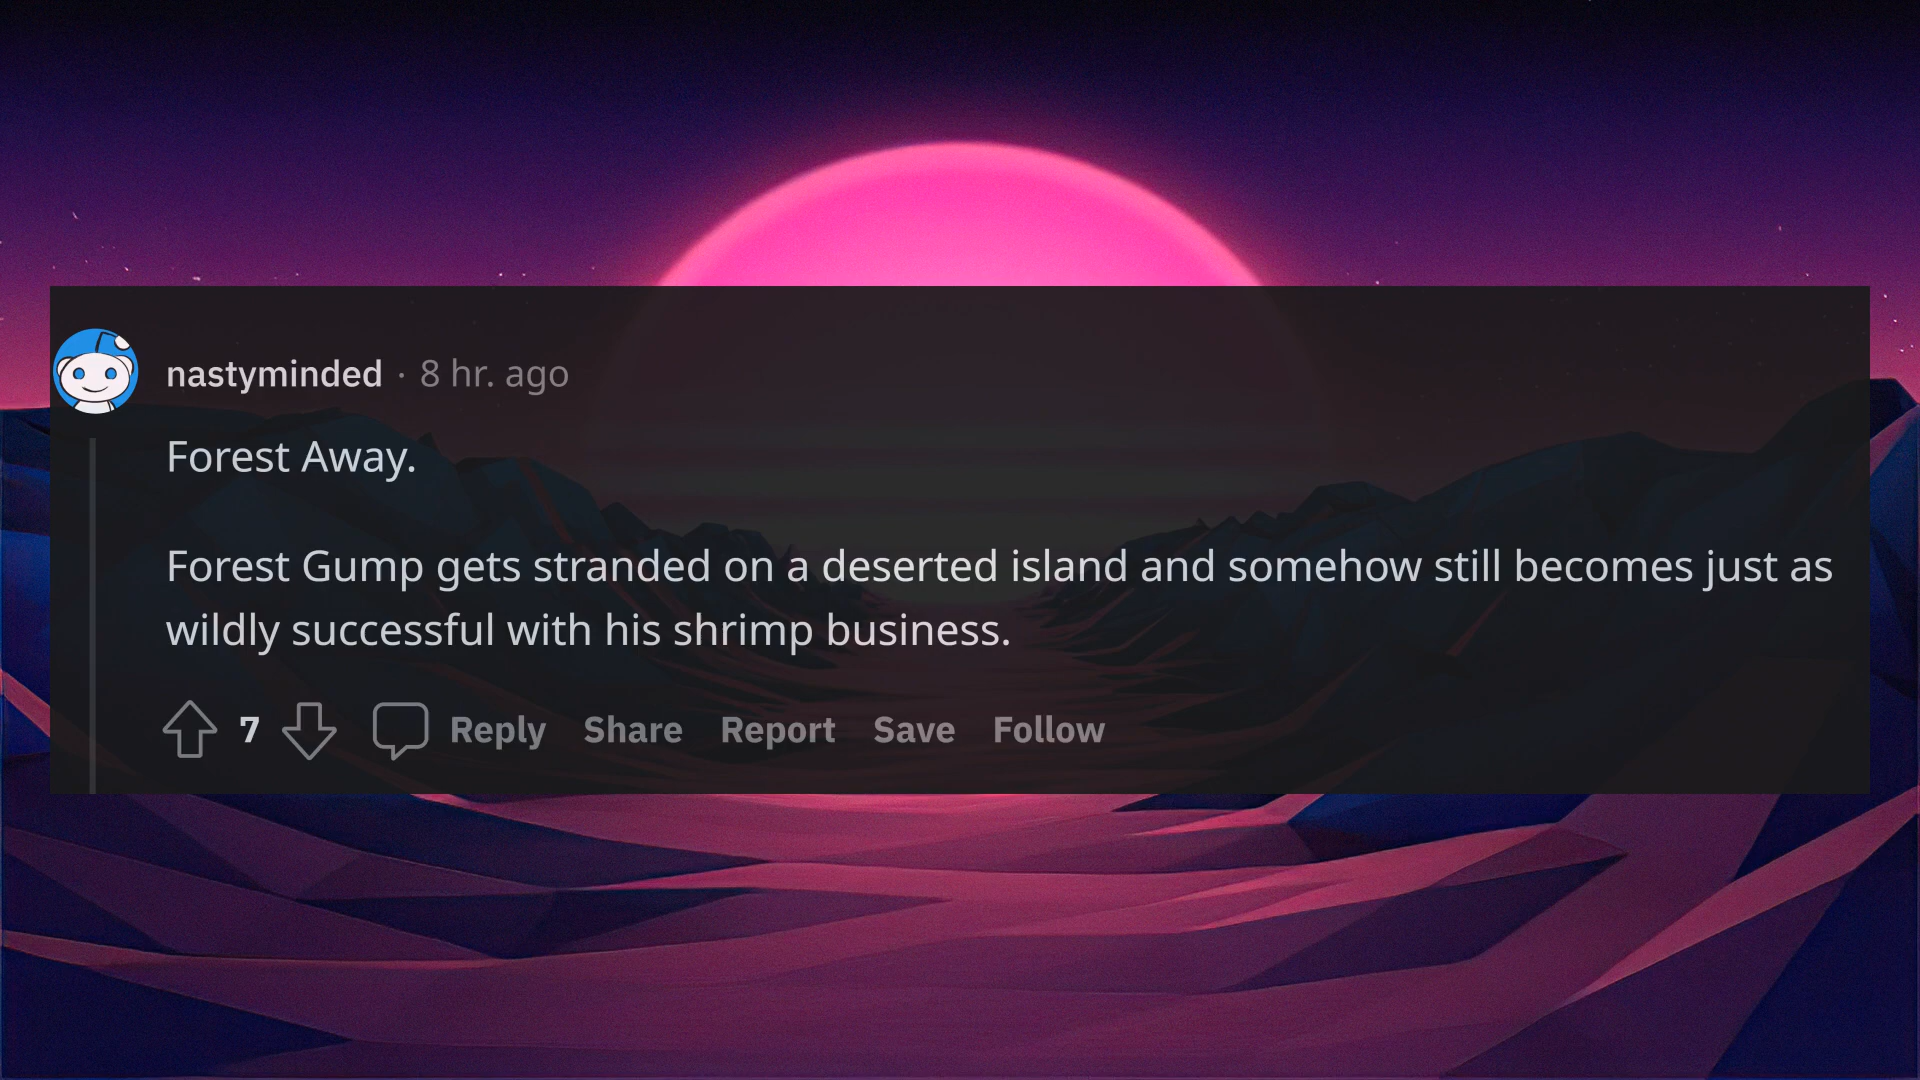 nastyminded · 8 hr. ago
Forest Away.
Forest Gump gets stranded on a deserted island and somehow still becomes just as
wildly successful with his shrimp business.
7 Reply Share Report Save Follow